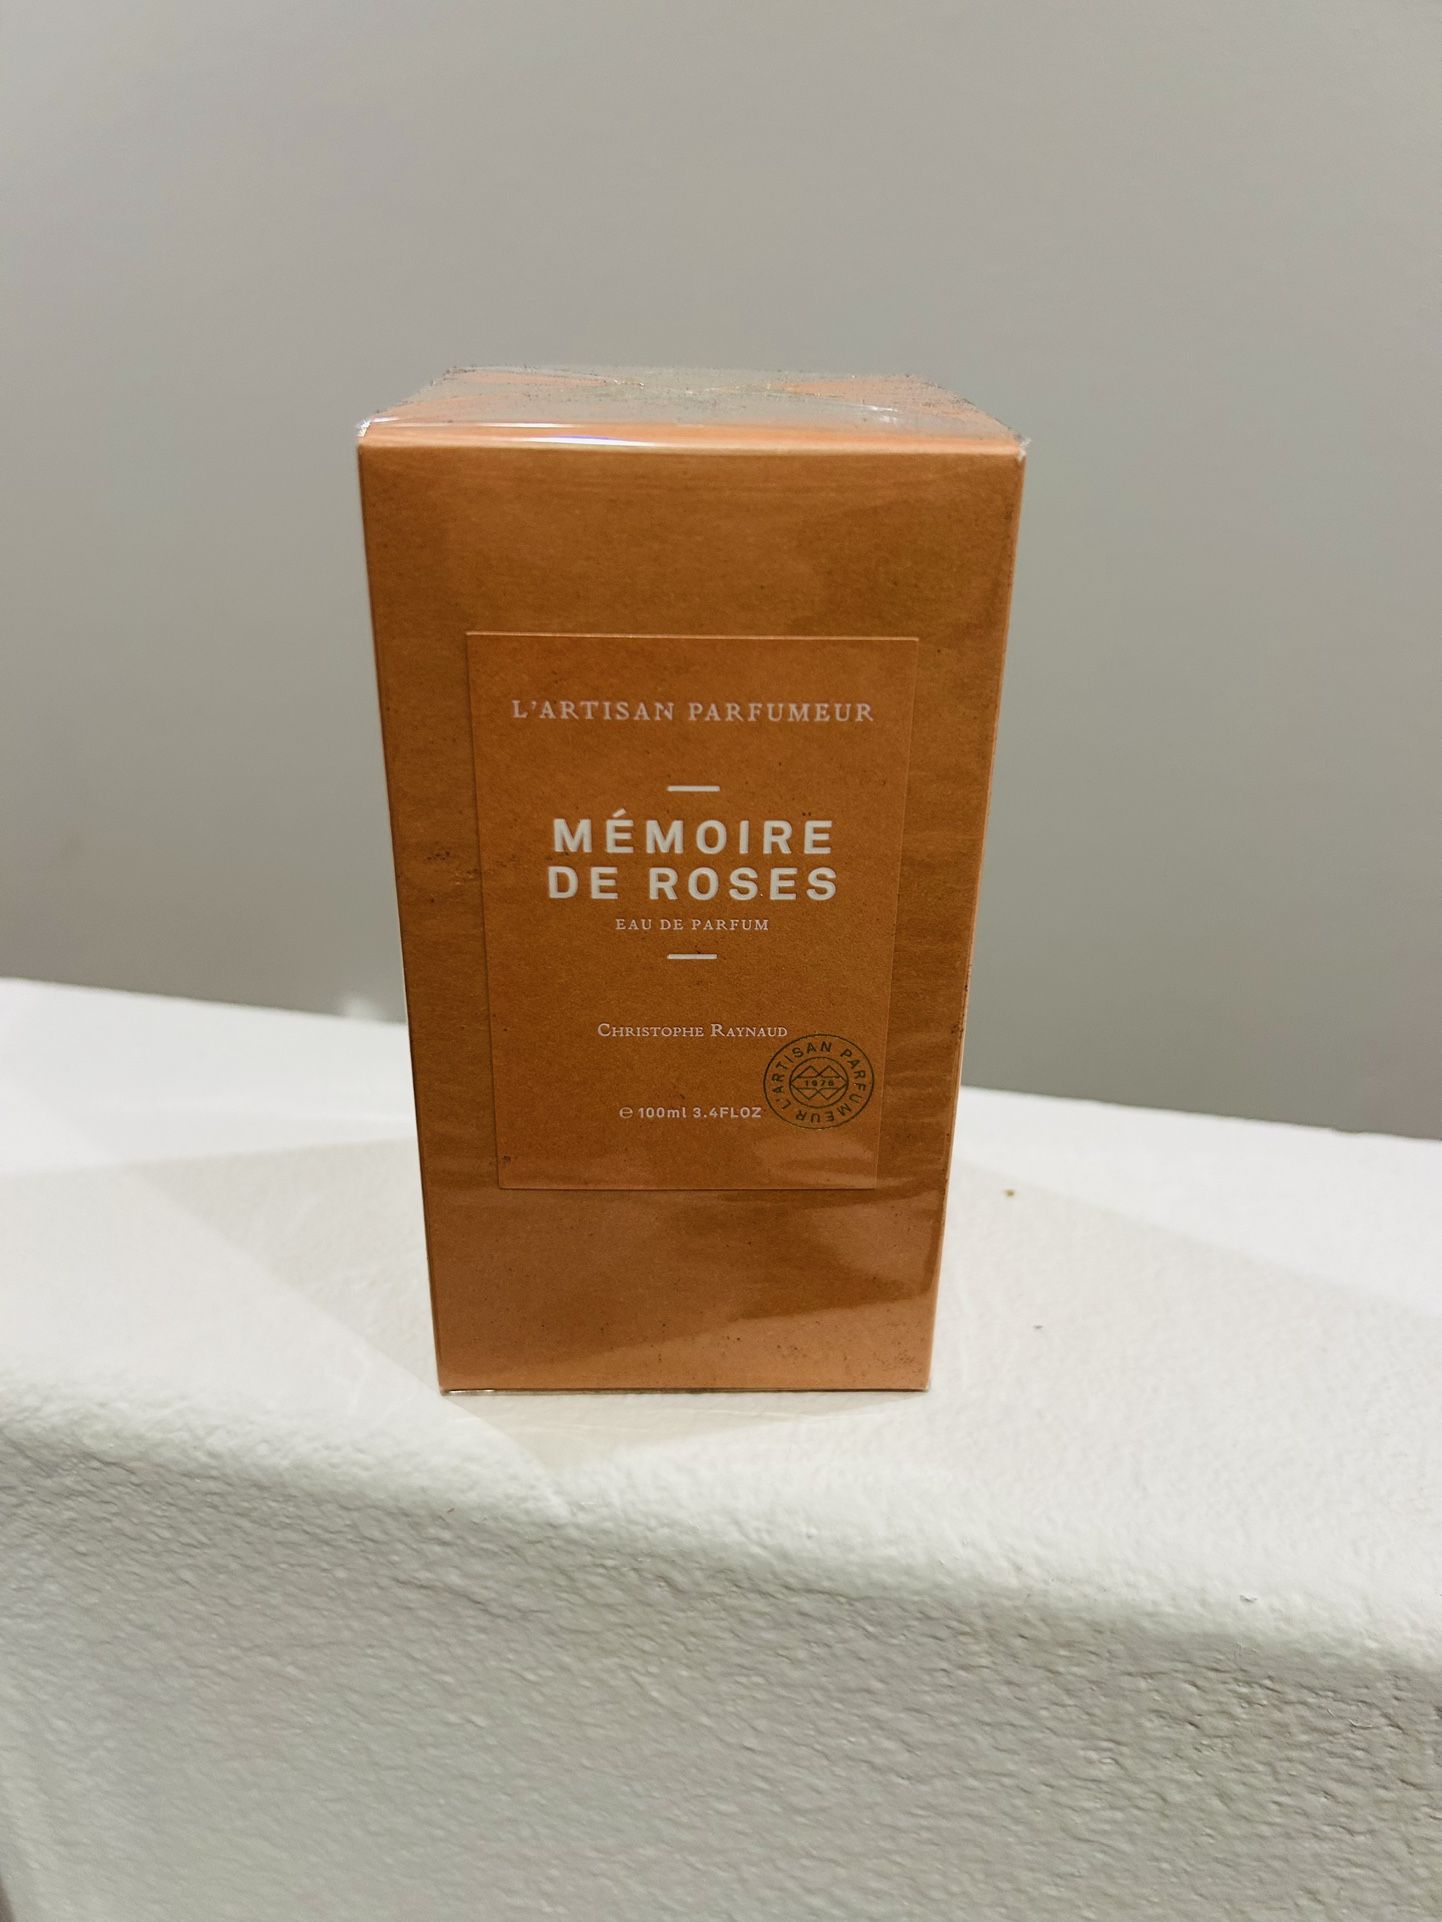 L'ARTISAN PARFUMEUR
MÉMOIRE
DE ROSES
EAU DE PARFUM
CHRISTOPHE RAYNAUD
L'ARTISAN PARFUMEUR
1976
℮ 100ml 3.4FLOZ